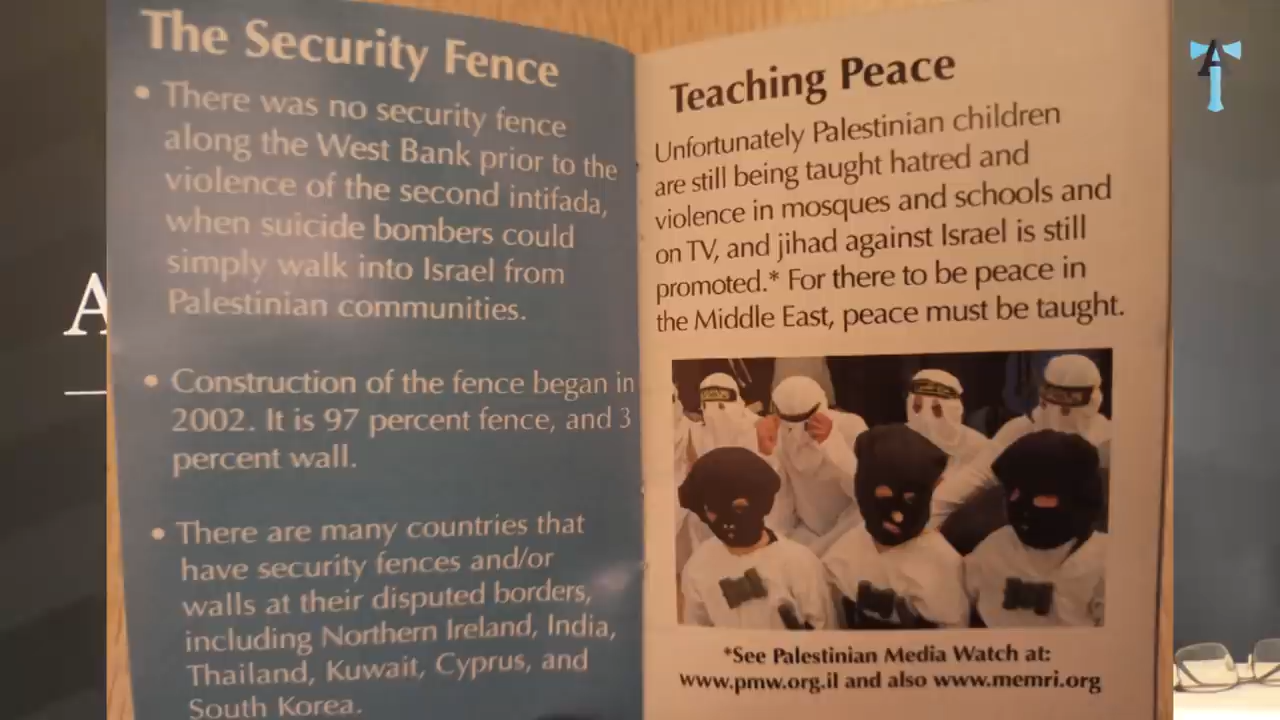 The Security Fence
• There was no security fence
along the West Bank prior to the
violence of the second intifada,
when suicide bombers could
simply walk into Israel from
Palestinian communities.
• Construction of the fence began in
2002. It is 97 percent fence, and 3
percent wall.
• There are many countries that
have security fences and/or
walls at their disputed borders,
including Northern Ireland, India,
Thailand, Kuwait, Cyprus, and
South Korea.
Teaching Peace
Unfortunately Palestinian children
are still being taught hatred and
violence in mosques and schools and
on TV, and jihad against Israel is still
promoted.* For there to be peace in
the Middle East, peace must be taught.
*See Palestinian Media Watch at:
www.pmw.org.il and also www.memri.org
A
A